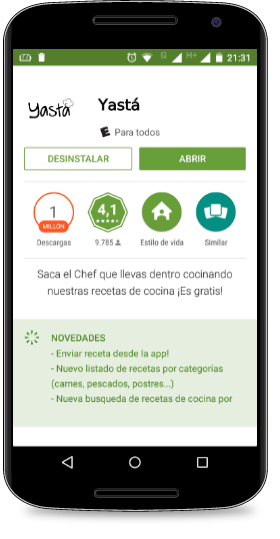 G H+ 21:31
Yastá
Yastá
E Para todos
DESINSTALAR ABRIR
1
MILLÓN
4,1
Descargas 9.785 Estilo de vida Similar
Saca el Chef que llevas dentro cocinando
nuestras recetas de cocina ¡Es gratis!
NOVEDADES
- Enviar receta desde la app!
- Nuevo listado de recetas por categorías
(carnes, pescados, postres...)
- Nueva busqueda de recetas de cocina por